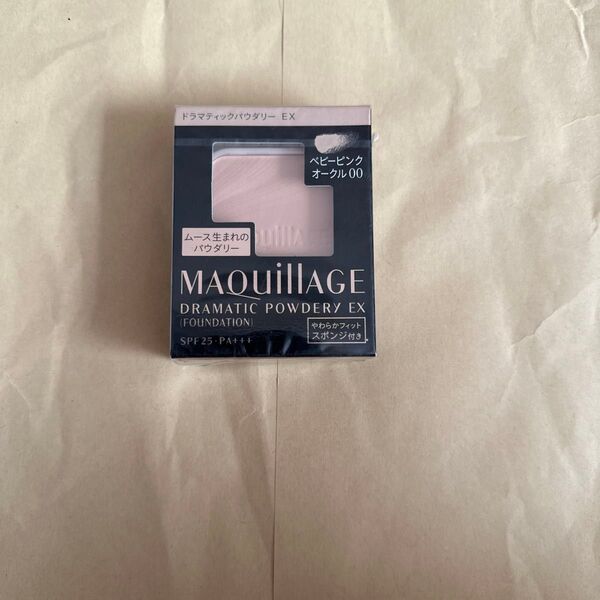 ドラマティックパウダリー EX
ベビーピンク
オークル00
ムース生まれの
パウダリー
MAQuillAGE
DRAMATIC POWDERY EX
(FOUNDATION)
SPF25・PA+++
やわらかフィット
スポンジ付き